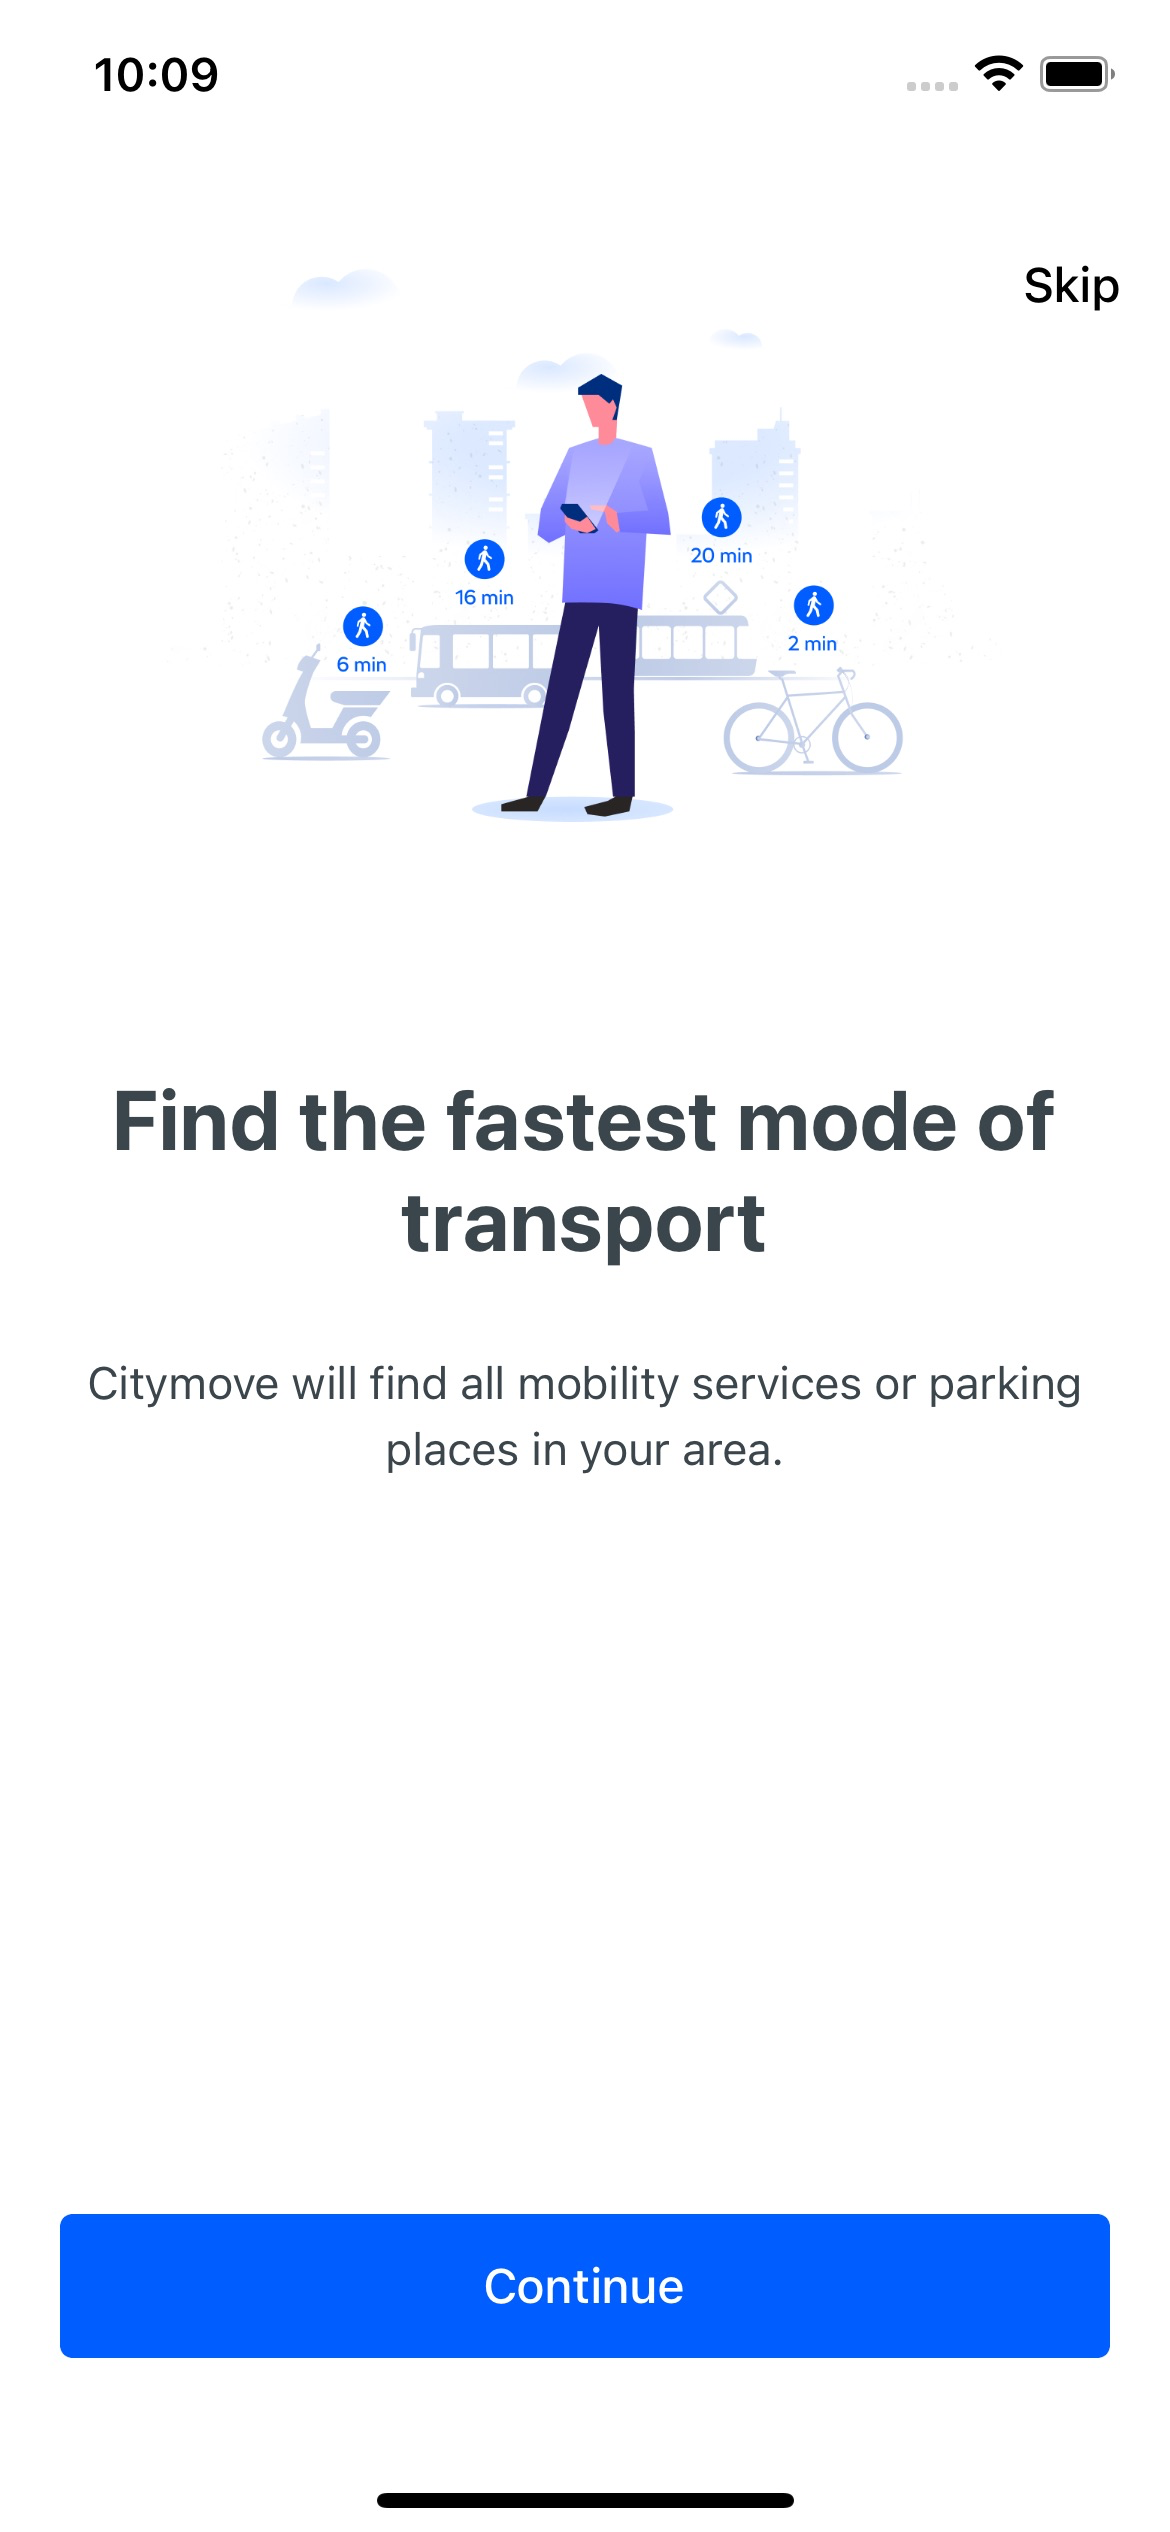 10:09
Skip
20 min
16 min
2 min
6 min
Find the fastest mode of
transport
Citymove will find all mobility services or parking
places in your area.
Continue